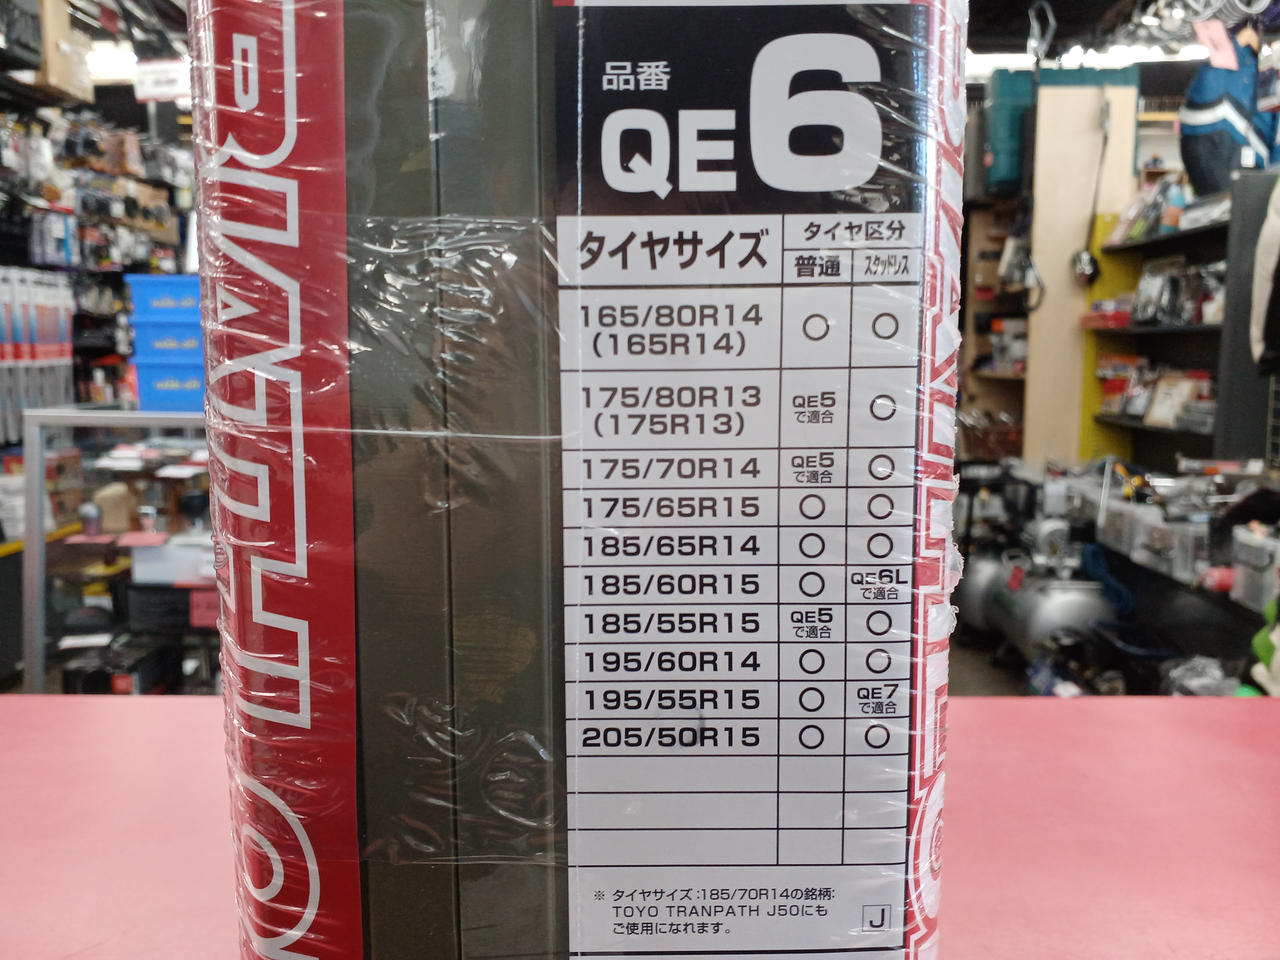 品番
QE6
タイヤサイズ
タイヤ区分
普通
スタッドレス
165/80R14
(165R14)
○ ○
175/80R13
(175R13)
QE5
で適合
○
175/70R14
QE5
で適合
○
175/65R15 ○ ○
185/65R14 ○ ○
185/60R15 ○
QE6L
で適合
185/55R15
QE5
で適合
○
195/60R14 ○ ○
195/55R15 ○
QE7
で適合
205/50R15 ○ ○
※ タイヤサイズ:185/70R14の銘柄:
TOYO TRANPATH J50にも
ご使用になれます。
J